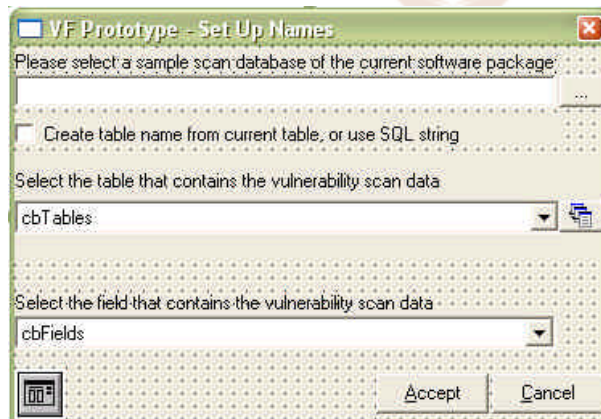 VF Prototype - Set Up Names
Please select a sample scan database of the current software package:
...
Create table name from current table, or use SQL string
Select the table that contains the vulnerability scan data
cbTables
Select the field that contains the vulnerability scan data
cbFields
Accept
Cancel